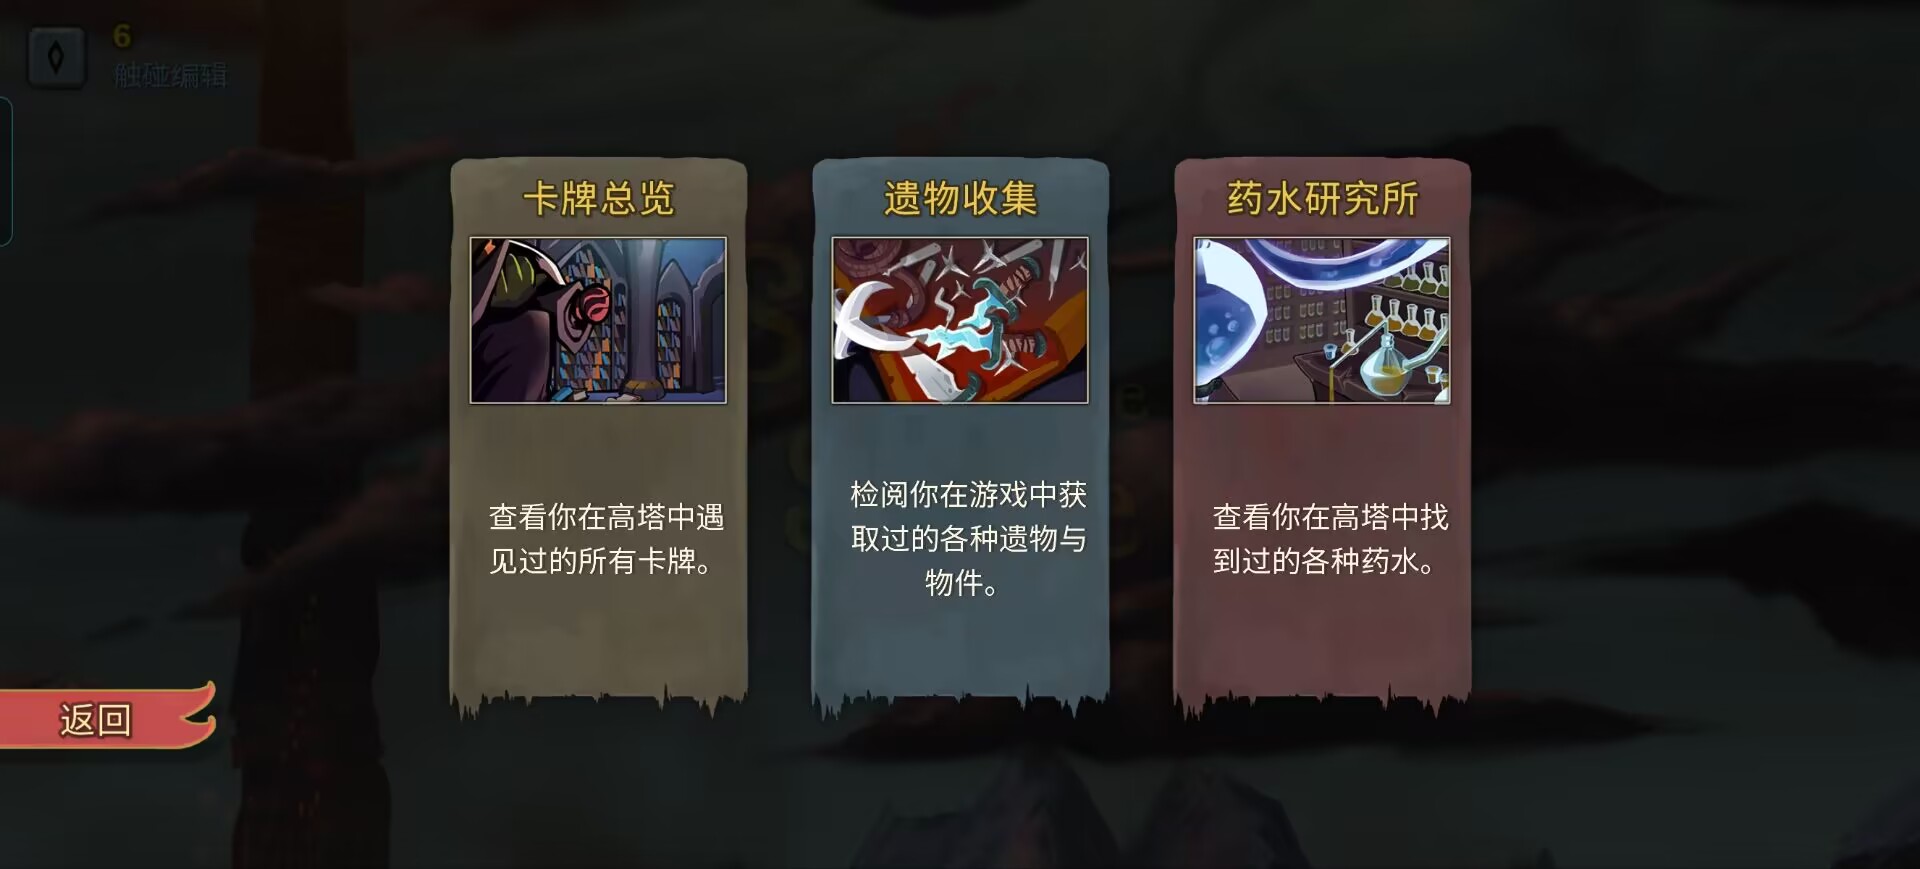 6
触碰编辑
卡牌总览
遗物收集
药水研究所
查看你在高塔中遇
见过的所有卡牌。
检阅你在游戏中获
取过的各种遗物与
物件。
查看你在高塔中找
到过的各种药水。
返回